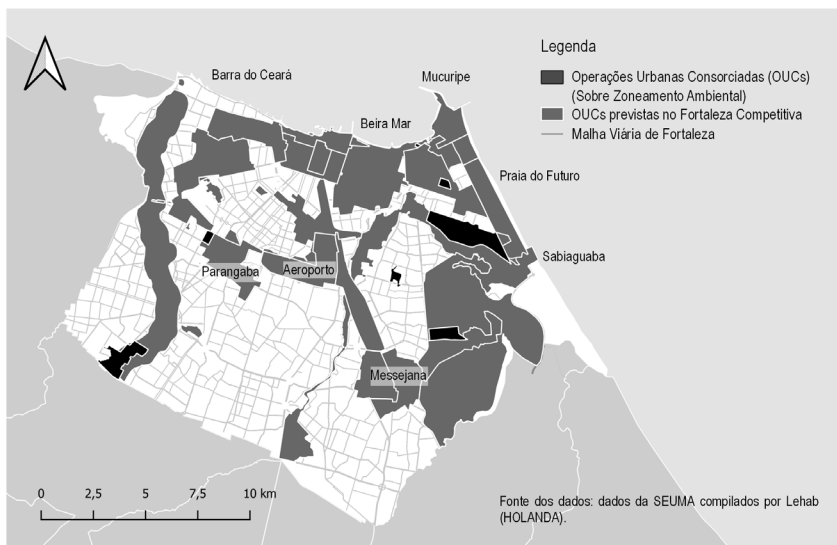 Legenda
Operações Urbanas Consorciadas (OUCs)
(Sobre Zoneamento Ambiental)
OUCs previstas no Fortaleza Competitiva
Malha Viária de Fortaleza
Barra do Ceará
Mucuripe
Beira Mar
Praia do Futuro
Sabiaguaba
Parangaba
Aeroporto
Messejana
0 2,5 5 7,5 10 km
Fonte dos dados: dados da SEUMA compilados por Lehab
(HOLANDA).